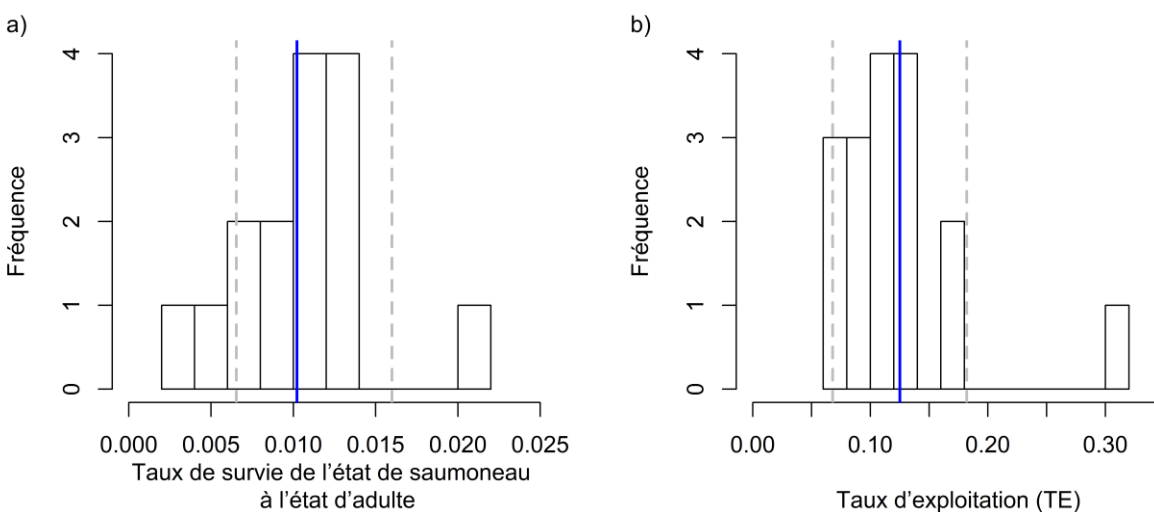 a)
Fréquence
0
1
2
3
4
0.000 0.005 0.010 0.015 0.020 0.025
Taux de survie de l’état de saumoneau
à l’état d’adulte
b)
Fréquence
0
1
2
3
4
0.00 0.10 0.20 0.30
Taux d’exploitation (TE)